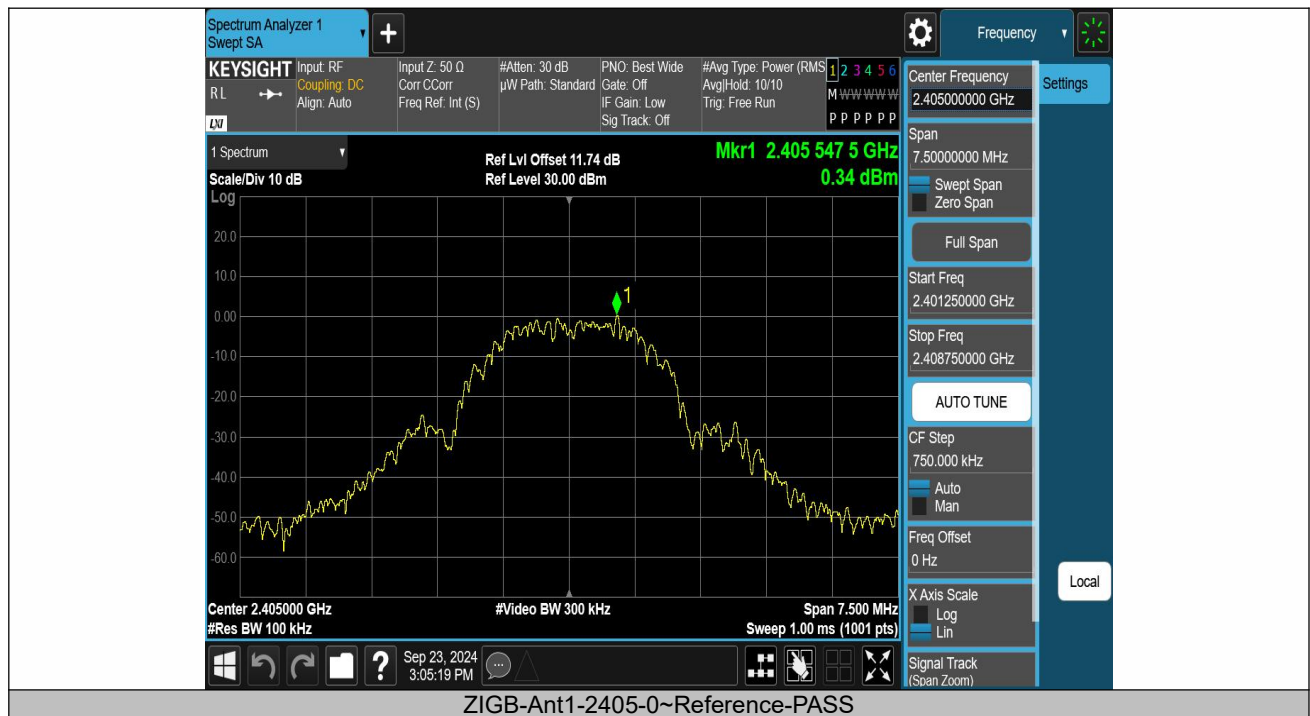 Spectrum Analyzer 1
Swept SA
+
Frequency
KEYSIGHT
RL
LXI
Input: RF
Coupling: DC
Align: Auto
Input Z: 50 Ω
Corr CCorr
Freq Ref: Int (S)
#Atten: 30 dB
µW Path: Standard
PNO: Best Wide
Gate: Off
IF Gain: Low
Sig Track: Off
#Avg Type: Power (RMS
Avg|Hold: 10/10
Trig: Free Run
1 2 3 4 5 6
M W W W W W
P P P P P P
Center Frequency
2.405000000 GHz
Settings
1 Spectrum
Scale/Div 10 dB
Log
Ref Lvl Offset 11.74 dB
Ref Level 30.00 dBm
Mkr1 2.405 547 5 GHz
0.34 dBm
20.0
10.0
0.00
-10.0
-20.0
-30.0
-40.0
-50.0
-60.0
1
Center 2.405000 GHz
#Res BW 100 kHz
#Video BW 300 kHz
Span 7.500 MHz
Sweep 1.00 ms (1001 pts)
Span
7.50000000 MHz
Swept Span
Zero Span
Full Span
Start Freq
2.401250000 GHz
Stop Freq
2.408750000 GHz
AUTO TUNE
CF Step
750.000 kHz
Auto
Man
Freq Offset
0 Hz
X Axis Scale
Log
Lin
Signal Track
(Span Zoom)
Local
?
Sep 23, 2024
3:05:19 PM
ZIGB-Ant1-2405-0~Reference-PASS